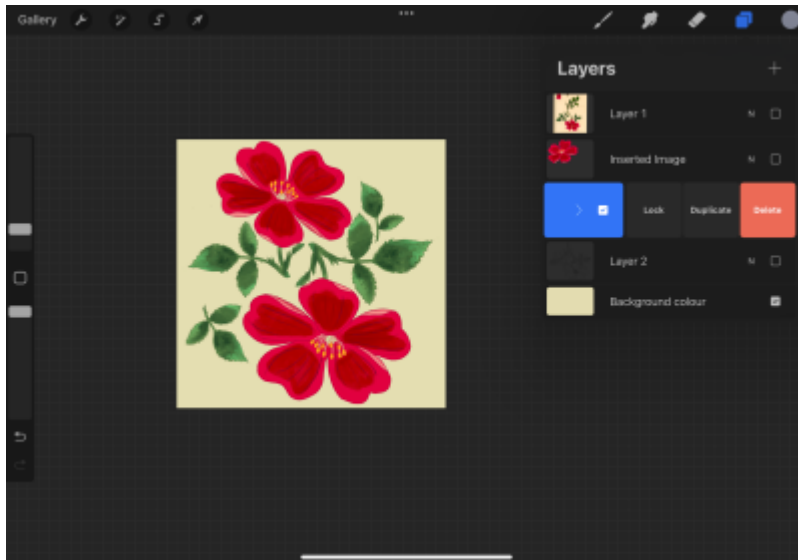 Gallery
Layers
Layer 1 N
Inserted Image N
Lock Duplicate Delete
Layer 2 N
Background colour